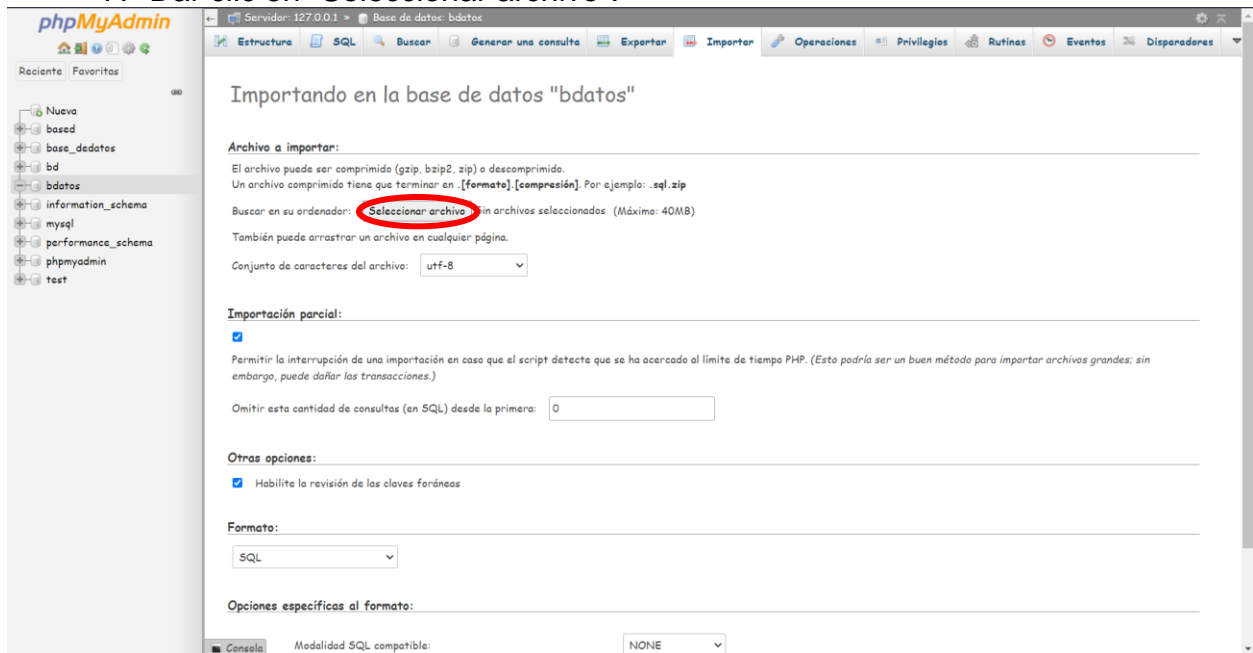 Dar clic en "Seleccionar archivo".
phpMyAdmin
Reciente Favoritas
Nueva
based
base_dedatos
bd
bdatos
information_schema
mysql
performance_schema
phpmyadmin
test
Servidor: 127.0.0.1 » Base de datos: bdatos
Estructura SQL Buscar Generar una consulta Exportar Importar Operaciones Privilegios Rutinas Eventos Disparadores
Importando en la base de datos "bdatos"
Archivo a importar:
El archivo puede ser comprimido (gzip, bzip2, zip) o descomprimido.
Un archivo comprimido tiene que terminar en .[formato].[compresión]. Por ejemplo: .sql.zip
Buscar en su ordenador: Seleccionar archivo Sin archivos seleccionados (Máximo: 40MB)
También puede arrastrar un archivo en cualquier página.
Conjunto de caracteres del archivo: utf-8
Importación parcial:
Permitir la interrupción de una importación en caso que el script detecte que se ha acercado al límite de tiempo PHP. (Esto podría ser un buen método para importar archivos grandes; sin
embargo, puede dañar las transacciones.)
Omitir esta cantidad de consultas (en SQL) desde la primera: 0
Otras opciones:
Habilite la revisión de las claves foráneas
Formato:
SQL
Opciones específicas al formato:
Consola Modalidad SQL compatible: NONE